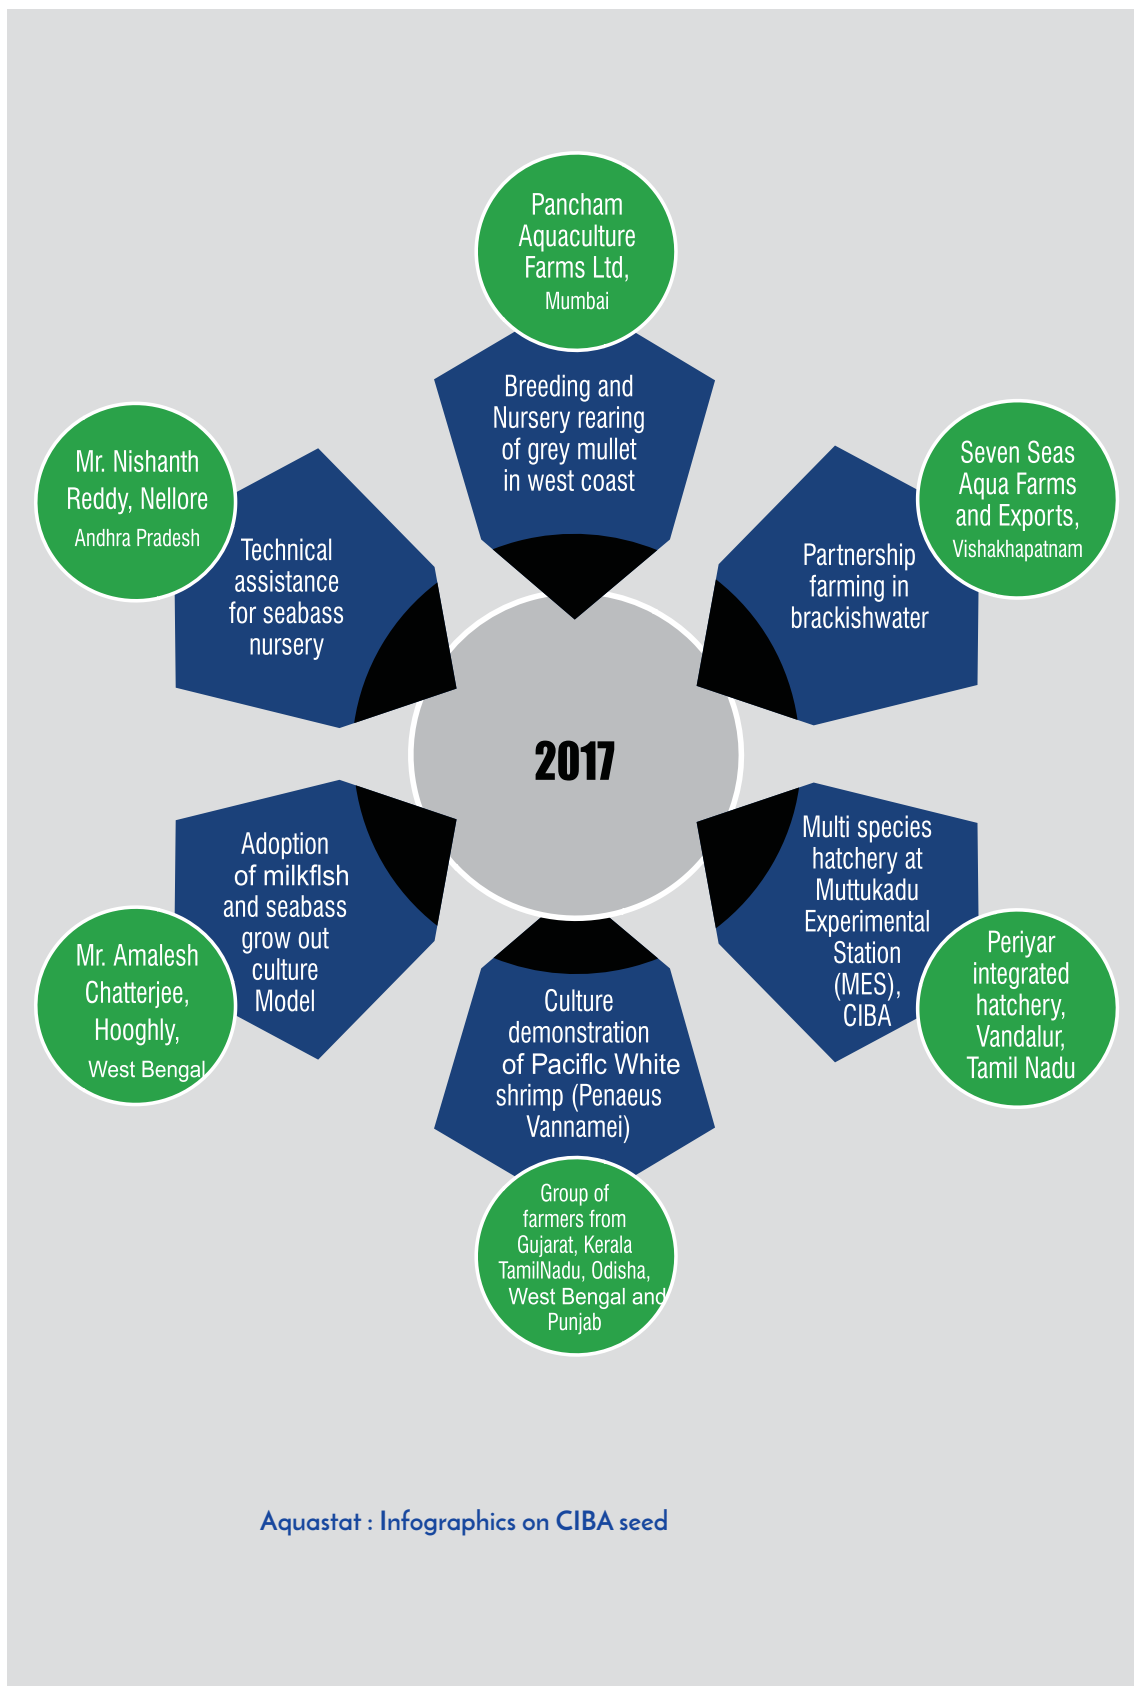 Pancham
Aquaculture
Farms Ltd,
Mumbai
Breeding and
Nursery rearing
of grey mullet
in west coast
Mr. Nishanth
Reddy, Nellore
Andhra Pradesh
Technical
assistance
for seabass
nursery
Seven Seas
Aqua Farms
and Exports,
Vishakhapatnam
Partnership
farming in
brackishwater
2017
Adoption
of milkflsh
and seabass
grow out
culture
Model
Mr. Amalesh
Chatterjee,
Hooghly,
West Bengal
Multi species
hatchery at
Muttukadu
Experimental
Station
(MES),
CIBA
Periyar
integrated
hatchery,
Vandalur,
Tamil Nadu
Culture
demonstration
of Paciflc White
shrimp (Penaeus
Vannamei)
Group of
farmers from
Gujarat, Kerala
TamilNadu, Odisha,
West Bengal and
Punjab
Aquastat : Infographics on CIBA seed